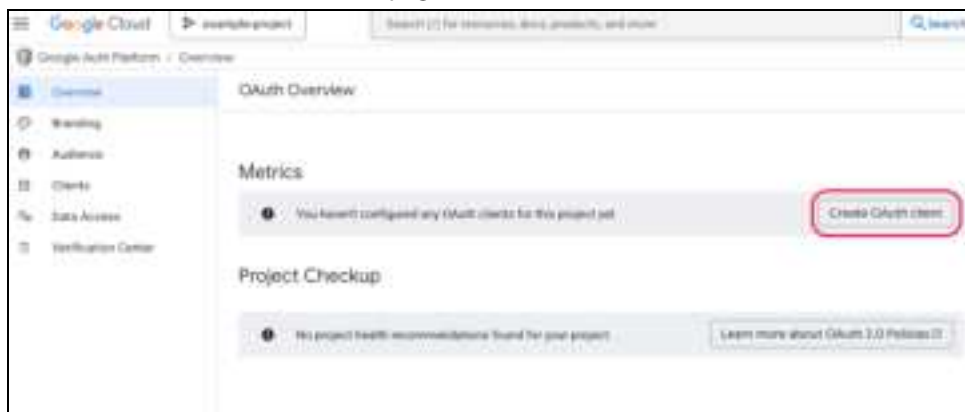 Google Cloud
example-project
Search (/) for resources, docs, products, and more
Search
Google Auth Platform / Overview
Overview
OAuth Overview
Branding
Audience
Clients
Data Access
Verification Center
Metrics
You haven't configured any OAuth clients for this project yet.
Create OAuth client
Project Checkup
No project health recommendations found for your project.
Learn more about OAuth 2.0 Policies